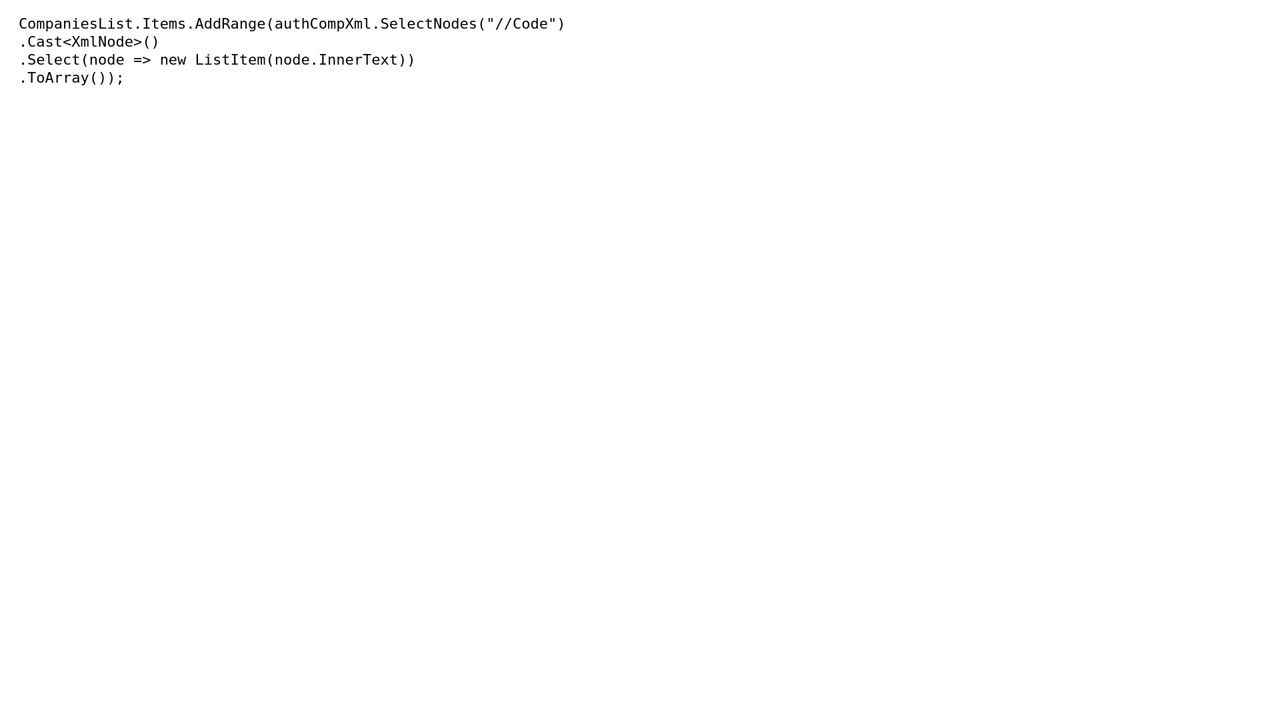 CompaniesList.Items.AddRange(authCompXml.SelectNodes("//Code")
.Cast<XmlNode>()
.Select(node => new ListItem(node.InnerText))
.ToArray());